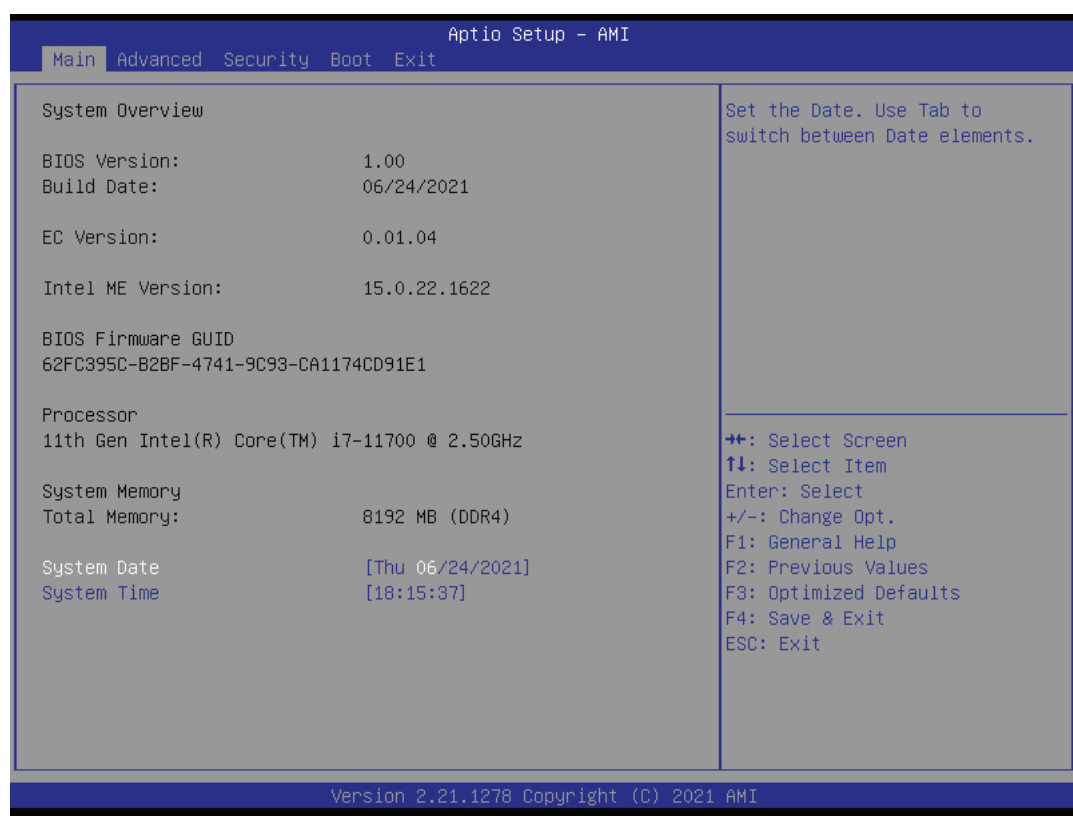 Aptio Setup – AMI
Main Advanced Security Boot Exit
System Overview
BIOS Version: 1.00
Build Date: 06/24/2021
EC Version: 0.01.04
Intel ME Version: 15.0.22.1622
BIOS Firmware GUID
62FC395C-B2BF-4741-9C93-CA1174CD91E1
Processor
11th Gen Intel(R) Core(TM) i7-11700 @ 2.50GHz
System Memory
Total Memory: 8192 MB (DDR4)
System Date [Thu 06/24/2021]
System Time [18:15:37]
Set the Date. Use Tab to
switch between Date elements.
→←: Select Screen
↑↓: Select Item
Enter: Select
+/-: Change Opt.
F1: General Help
F2: Previous Values
F3: Optimized Defaults
F4: Save & Exit
ESC: Exit
Version 2.21.1278 Copyright (C) 2021 AMI